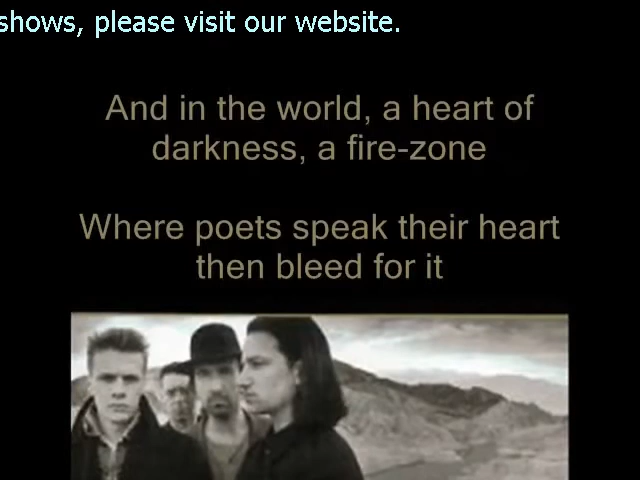 shows, please visit our website.
And in the world, a heart of
darkness, a fire-zone
Where poets speak their heart
then bleed for it